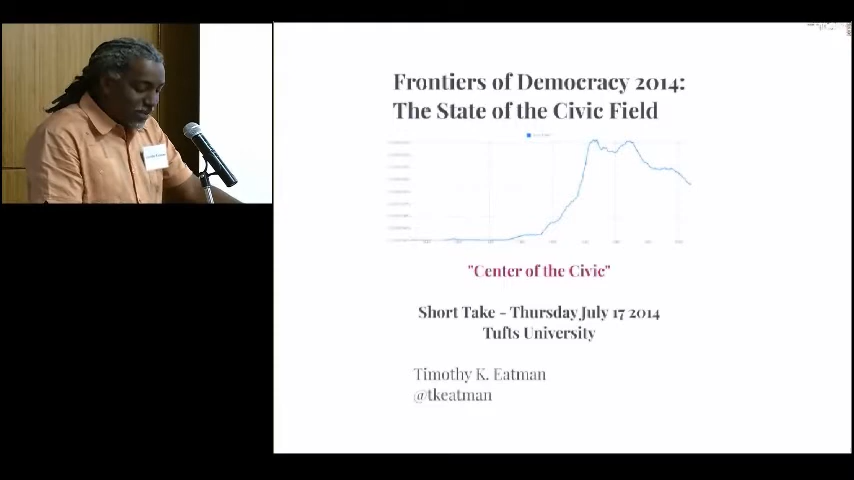 Frontiers of Democracy 2014:
The State of the Civic Field
"Center of the Civic"
Short Take - Thursday July 17 2014
Tufts University
Timothy K. Eatman
@tkeatman